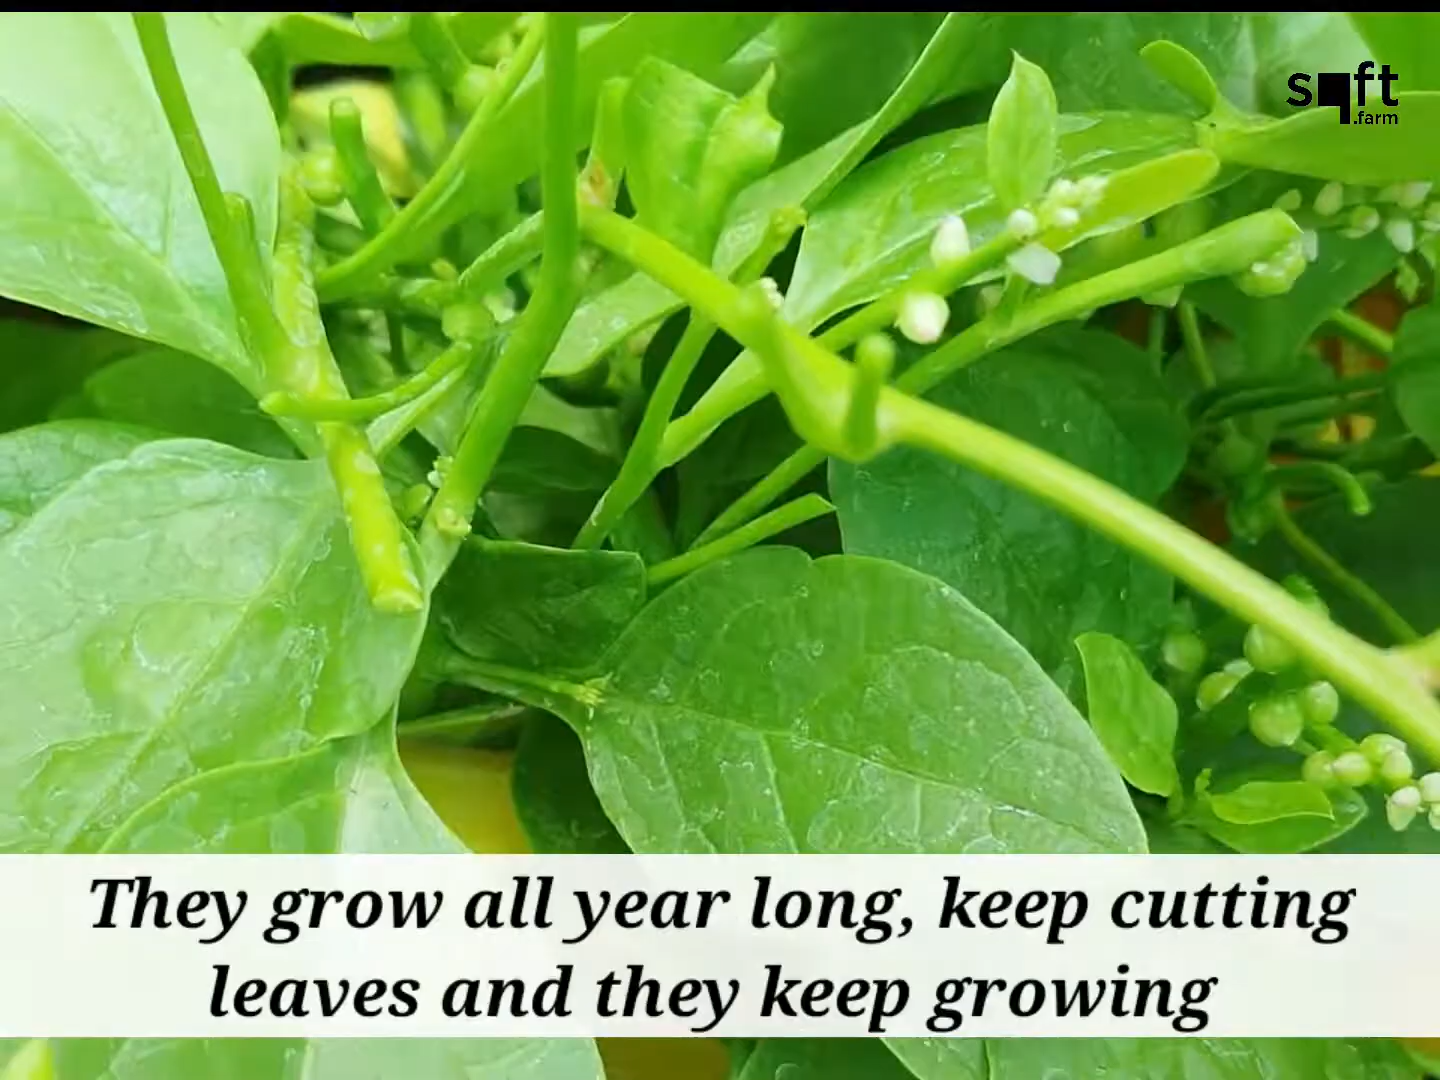 sqft
.farm
They grow all year long, keep cutting
leaves and they keep growing